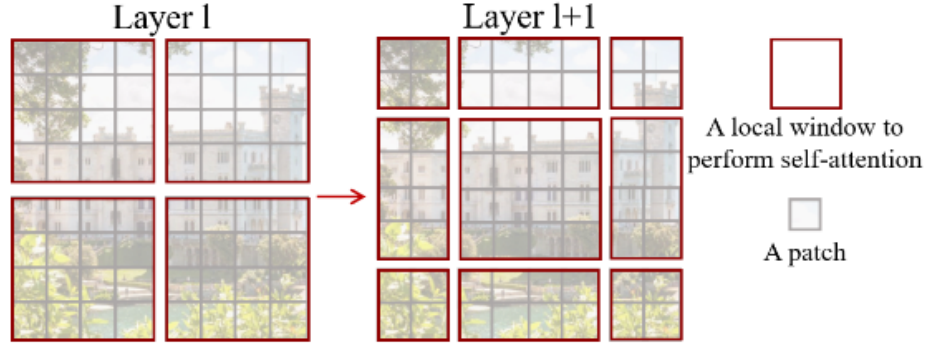 Layer l
Layer l+1
A local window to
perform self-attention
A patch